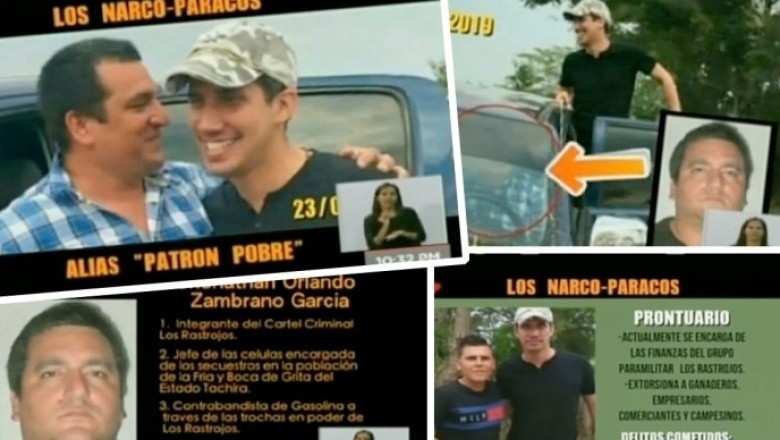 LOS NARCO-PARACOS
23/0
ALIAS "PATRON POBRE"
10:32 PM
2019
Orlando
Zambrano Garcia
1. Integrante del Cartel Criminal
Los Rastrojos.
2. Jefe de las celulas encargada
de los secuestros en la población
de la Fria y Boca de Grita del
Estado Tachira.
3. Contrabandista de Gasolina a
traves de las trochas en poder de
Los Rastrojos.
LOS NARCO-PARACOS
PRONTUARIO
-ACTUALMENTE SE ENCARGA DE
LAS FINANZAS DEL GRUPO
PARAMILITAR LOS RASTROJOS.
-EXTORSIONA A GANADEROS,
EMPRESARIOS,
COMERCIANTES Y CAMPESINOS.
DELITOS COMETIDOS: